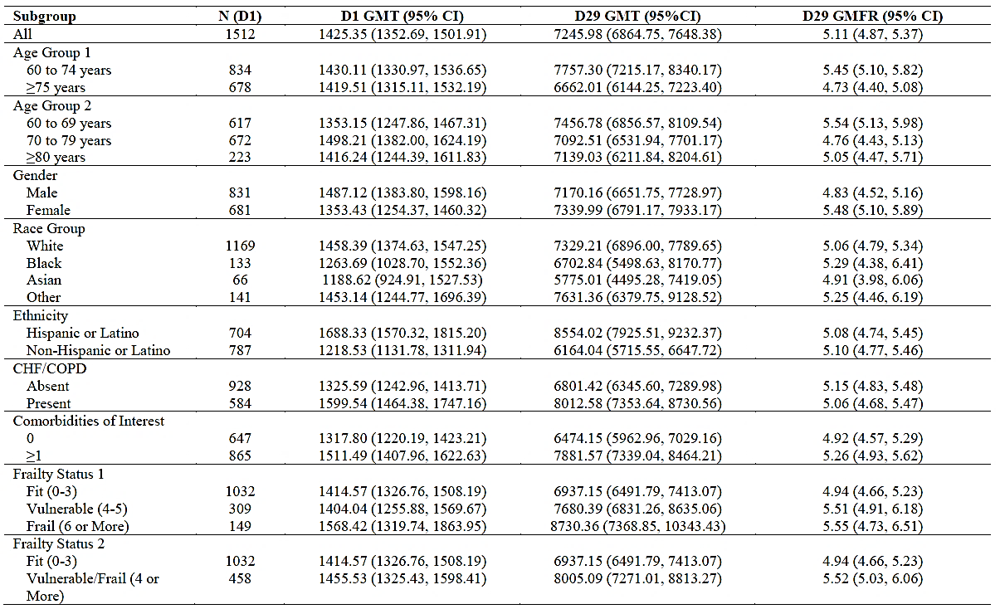 Subgroup N (D1) D1 GMT (95% CI) D29 GMT (95%CI) D29 GMFR (95% CI)
All 1512 1425.35 (1352.69, 1501.91) 7245.98 (6864.75, 7648.38) 5.11 (4.87, 5.37)
Age Group 1
60 to 74 years 834 1430.11 (1330.97, 1536.65) 7757.30 (7215.17, 8340.17) 5.45 (5.10, 5.82)
≥75 years 678 1419.51 (1315.11, 1532.19) 6662.01 (6144.25, 7223.40) 4.73 (4.40, 5.08)
Age Group 2
60 to 69 years 617 1353.15 (1247.86, 1467.31) 7456.78 (6856.57, 8109.54) 5.54 (5.13, 5.98)
70 to 79 years 672 1498.21 (1382.00, 1624.19) 7092.51 (6531.94, 7701.17) 4.76 (4.43, 5.13)
≥80 years 223 1416.24 (1244.39, 1611.83) 7139.03 (6211.84, 8204.61) 5.05 (4.47, 5.71)
Gender
Male 831 1487.12 (1383.80, 1598.16) 7170.16 (6651.75, 7728.97) 4.83 (4.52, 5.16)
Female 681 1353.43 (1254.37, 1460.32) 7339.99 (6791.17, 7933.17) 5.48 (5.10, 5.89)
Race Group
White 1169 1458.39 (1374.63, 1547.25) 7329.21 (6896.00, 7789.65) 5.06 (4.79, 5.34)
Black 133 1263.69 (1028.70, 1552.36) 6702.84 (5498.63, 8170.77) 5.29 (4.38, 6.41)
Asian 66 1188.62 (924.91, 1527.53) 5775.01 (4495.28, 7419.05) 4.91 (3.98, 6.06)
Other 141 1453.14 (1244.77, 1696.39) 7631.36 (6379.75, 9128.52) 5.25 (4.46, 6.19)
Ethnicity
Hispanic or Latino 704 1688.33 (1570.32, 1815.20) 8554.02 (7925.51, 9232.37) 5.08 (4.74, 5.45)
Non-Hispanic or Latino 787 1218.53 (1131.78, 1311.94) 6164.04 (5715.55, 6647.72) 5.10 (4.77, 5.46)
CHF/COPD
Absent 928 1325.59 (1242.96, 1413.71) 6801.42 (6345.60, 7289.98) 5.15 (4.83, 5.48)
Present 584 1599.54 (1464.38, 1747.16) 8012.58 (7353.64, 8730.56) 5.06 (4.68, 5.47)
Comorbidities of Interest
0 647 1317.80 (1220.19, 1423.21) 6474.15 (5962.96, 7029.16) 4.92 (4.57, 5.29)
≥1 865 1511.49 (1407.96, 1622.63) 7881.57 (7339.04, 8464.21) 5.26 (4.93, 5.62)
Frailty Status 1
Fit (0-3) 1032 1414.57 (1326.76, 1508.19) 6937.15 (6491.79, 7413.07) 4.94 (4.66, 5.23)
Vulnerable (4-5) 309 1404.04 (1255.88, 1569.67) 7680.39 (6831.26, 8635.06) 5.51 (4.91, 6.18)
Frail (6 or More) 149 1568.42 (1319.74, 1863.95) 8730.36 (7368.85, 10343.43) 5.55 (4.73, 6.51)
Frailty Status 2
Fit (0-3) 1032 1414.57 (1326.76, 1508.19) 6937.15 (6491.79, 7413.07) 4.94 (4.66, 5.23)
Vulnerable/Frail (4 or 458 1455.53 (1325.43, 1598.41) 8005.09 (7271.01, 8813.27) 5.52 (5.03, 6.06)
More)